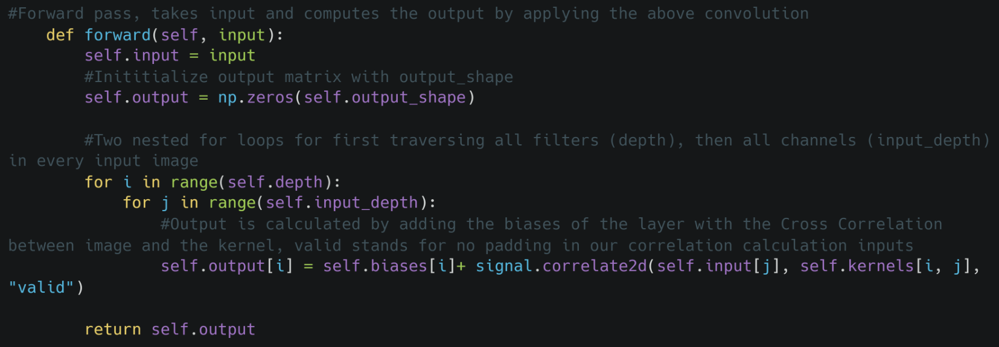 #Forward pass, takes input and computes the output by applying the above convolution
    def forward(self, input):
        self.input = input
        #Inititialize output matrix with output_shape
        self.output = np.zeros(self.output_shape)

        #Two nested for loops for first traversing all filters (depth), then all channels (input_depth)
in every input image
        for i in range(self.depth):
            for j in range(self.input_depth):
                #Output is calculated by adding the biases of the layer with the Cross Correlation
between image and the kernel, valid stands for no padding in our correlation calculation inputs
                self.output[i] = self.biases[i]+ signal.correlate2d(self.input[j], self.kernels[i, j],
"valid")

        return self.output